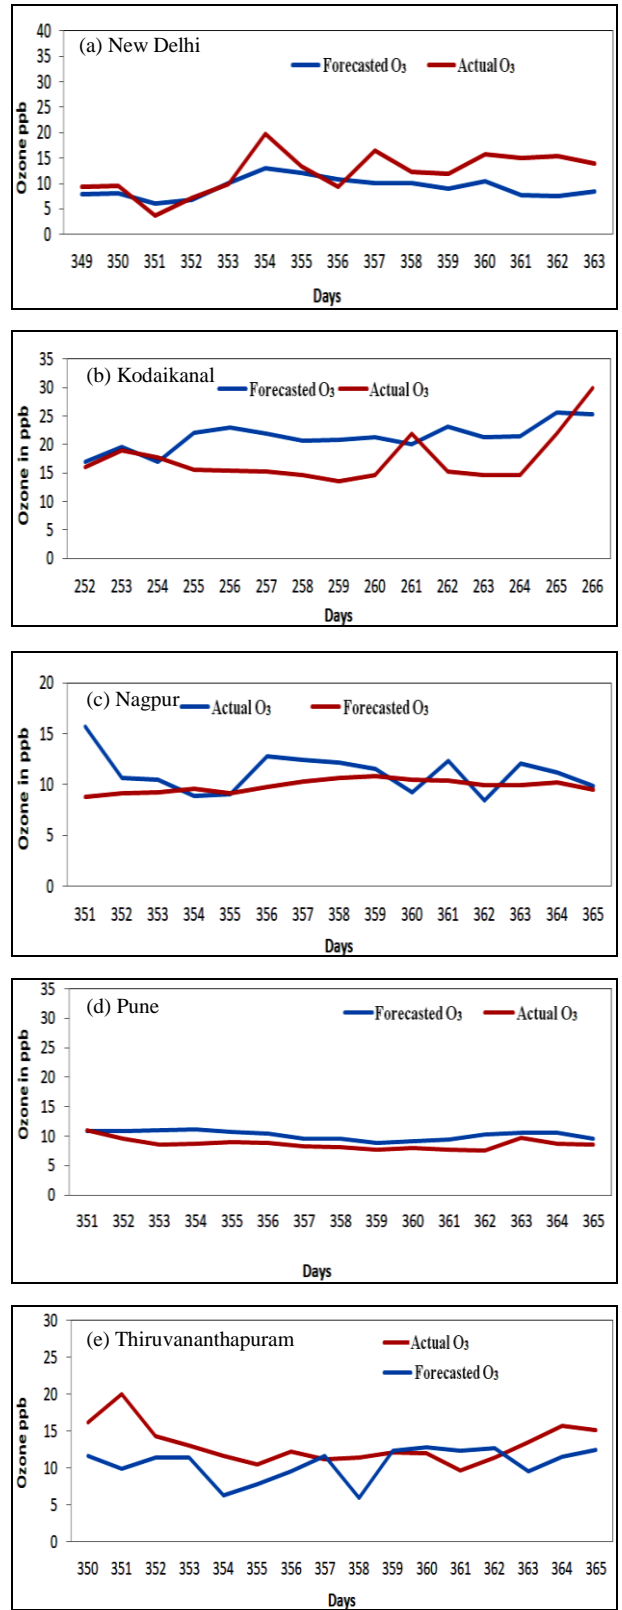 (a) New Delhi
Forecasted O₃ Actual O₃
Ozone ppb
40
35
30
25
20
15
10
5
0
349 350 351 352 353 354 355 356 357 358 359 360 361 362 363
Days
(b) Kodaikanal
Forecasted O₃ Actual O₃
Ozone in ppb
35
30
25
20
15
10
5
0
252 253 254 255 256 257 258 259 260 261 262 263 264 265 266
Days
(c) Nagpur
Actual O₃ Forecasted O₃
Ozone in ppb
20
15
10
5
0
351 352 353 354 355 356 357 358 359 360 361 362 363 364 365
Days
(d) Pune
Forecasted O₃ Actual O₃
Ozone in ppb
35
30
25
20
15
10
5
0
351 352 353 354 355 356 357 358 359 360 361 362 363 364 365
Days
(e) Thiruvananthapuram
Actual O₃
Forecasted O₃
Ozone ppb
30
25
20
15
10
5
0
350 351 352 353 354 355 356 357 358 359 360 361 362 363 364 365
Days